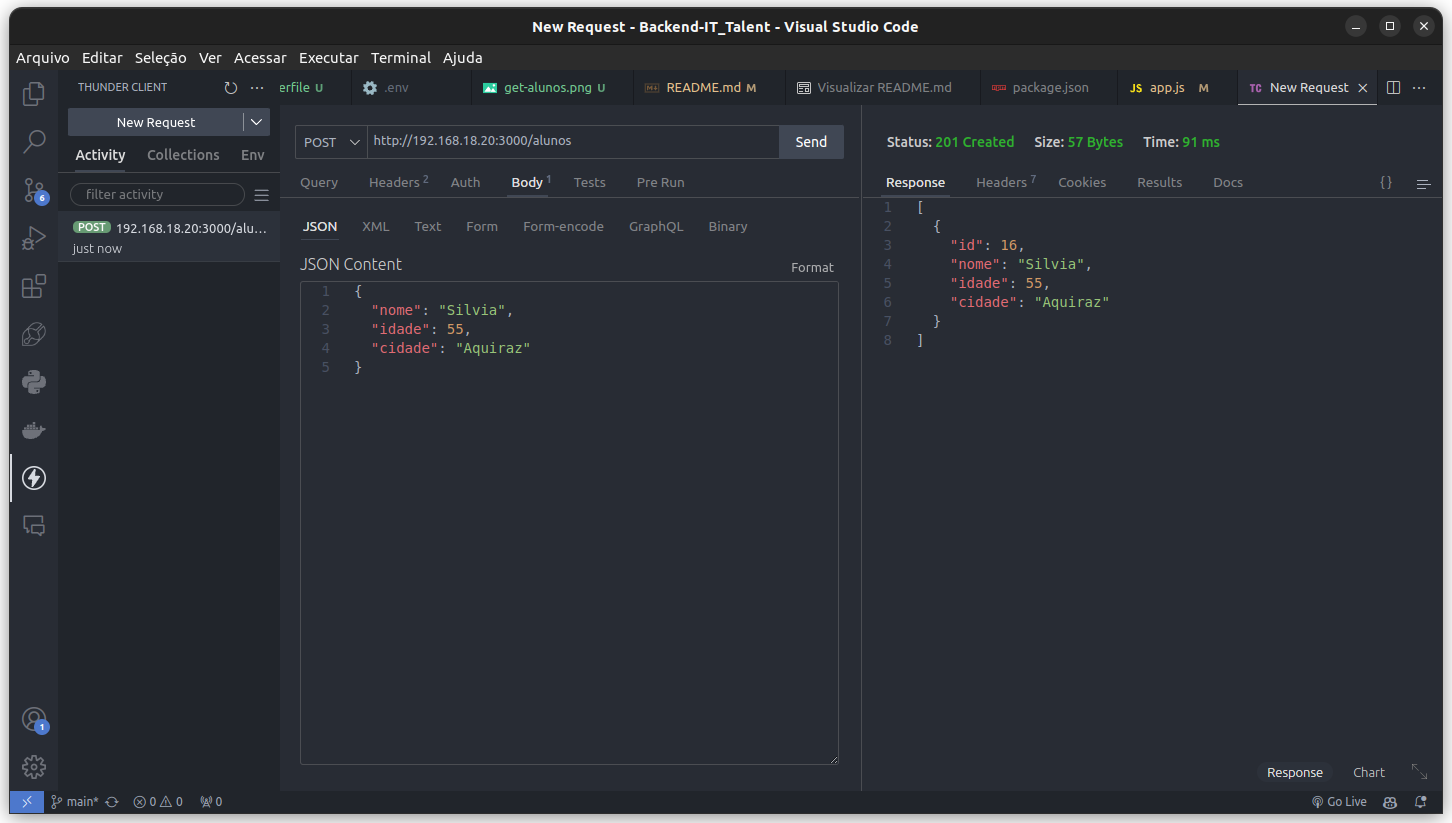 New Request - Backend-IT_Talent - Visual Studio Code
Arquivo Editar Seleção Ver Acessar Executar Terminal Ajuda
THUNDER CLIENT
erfile U .env get-alunos.png U README.md M Visualizar README.md package.json JS app.js M TC New Request
New Request
Activity Collections Env
filter activity
POST 192.168.18.20:3000/alu...
just now
6
1
POST http://192.168.18.20:3000/alunos Send
Query Headers 2 Auth Body 1 Tests Pre Run
JSON XML Text Form Form-encode GraphQL Binary
JSON Content Format
1 {
2 "nome": "Silvia",
3 "idade": 55,
4 "cidade": "Aquiraz"
5 }
Status: 201 Created Size: 57 Bytes Time: 91 ms
Response Headers 7 Cookies Results Docs {}
1 [
2 {
3 "id": 16,
4 "nome": "Silvia",
5 "idade": 55,
6 "cidade": "Aquiraz"
7 }
8 ]
Response Chart
main* 0 0 0 Go Live